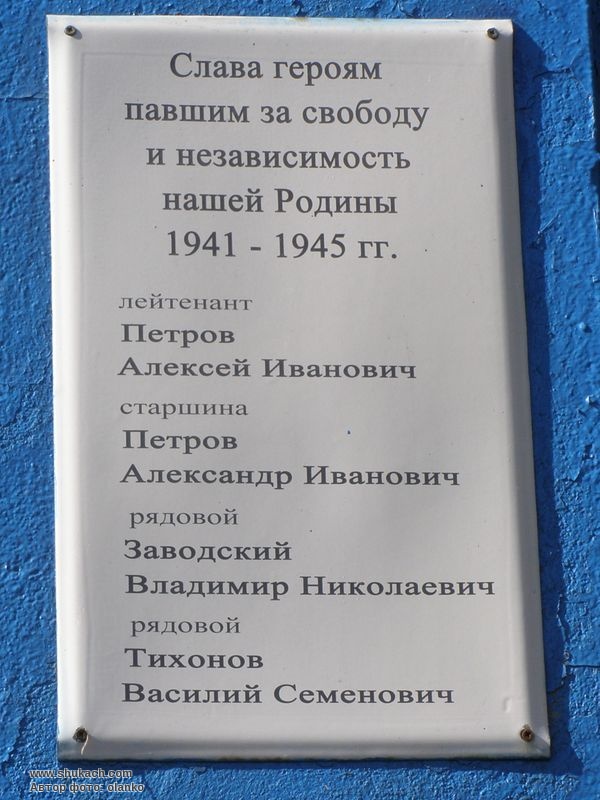 Слава героям
павшим за свободу
и независимость
нашей Родины
1941 - 1945 гг.
лейтенант
Петров
Алексей Иванович
старшина
Петров
Александр Иванович
рядовой
Заводский
Владимир Николаевич
рядовой
Тихонов
Василий Семенович
www.shukach.com
Автор фото: olanko